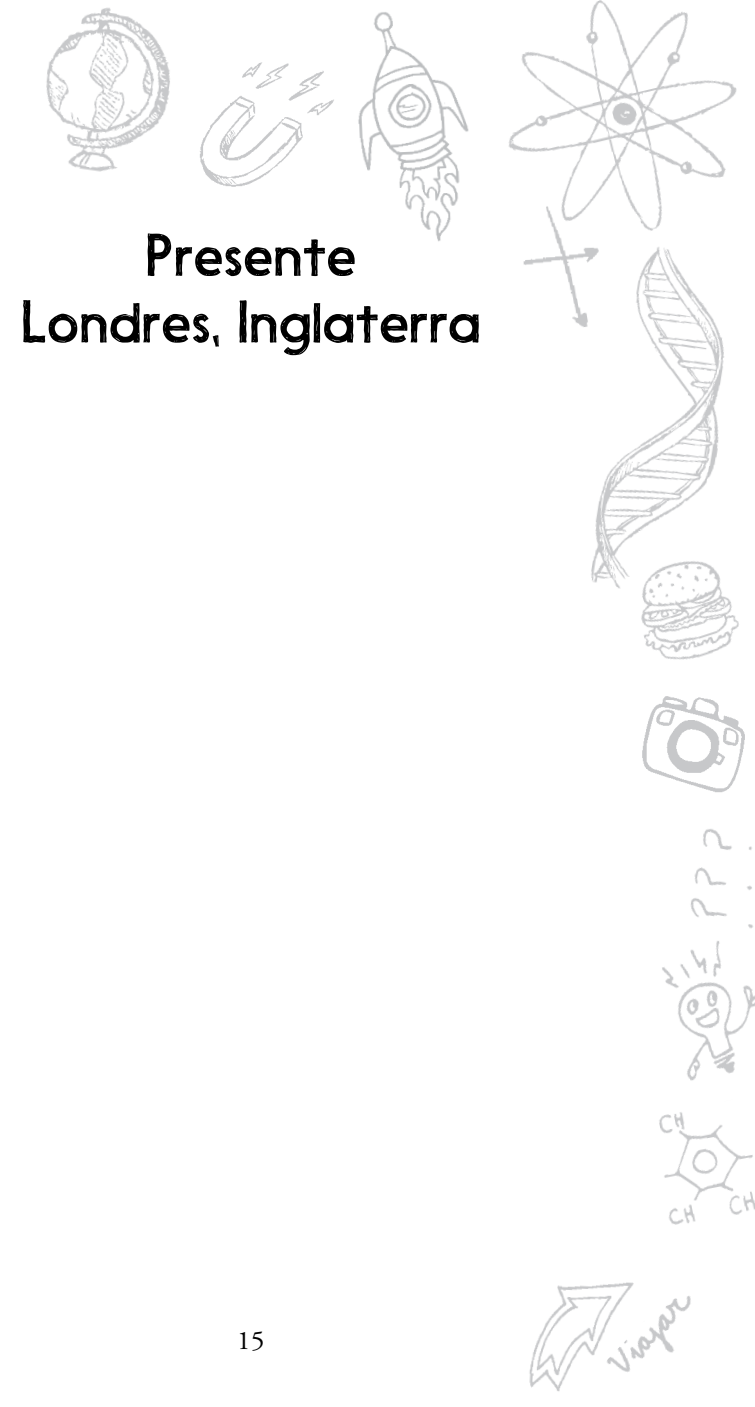 Presente
Londres, Inglaterra
? ? ?
CH
CH
CH
Viajar
15